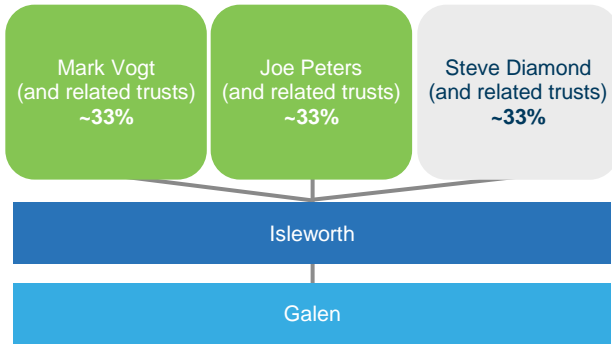 Mark Vogt
(and related trusts)
~33%
Joe Peters
(and related trusts)
~33%
Steve Diamond
(and related trusts)
~33%
Isleworth
Galen